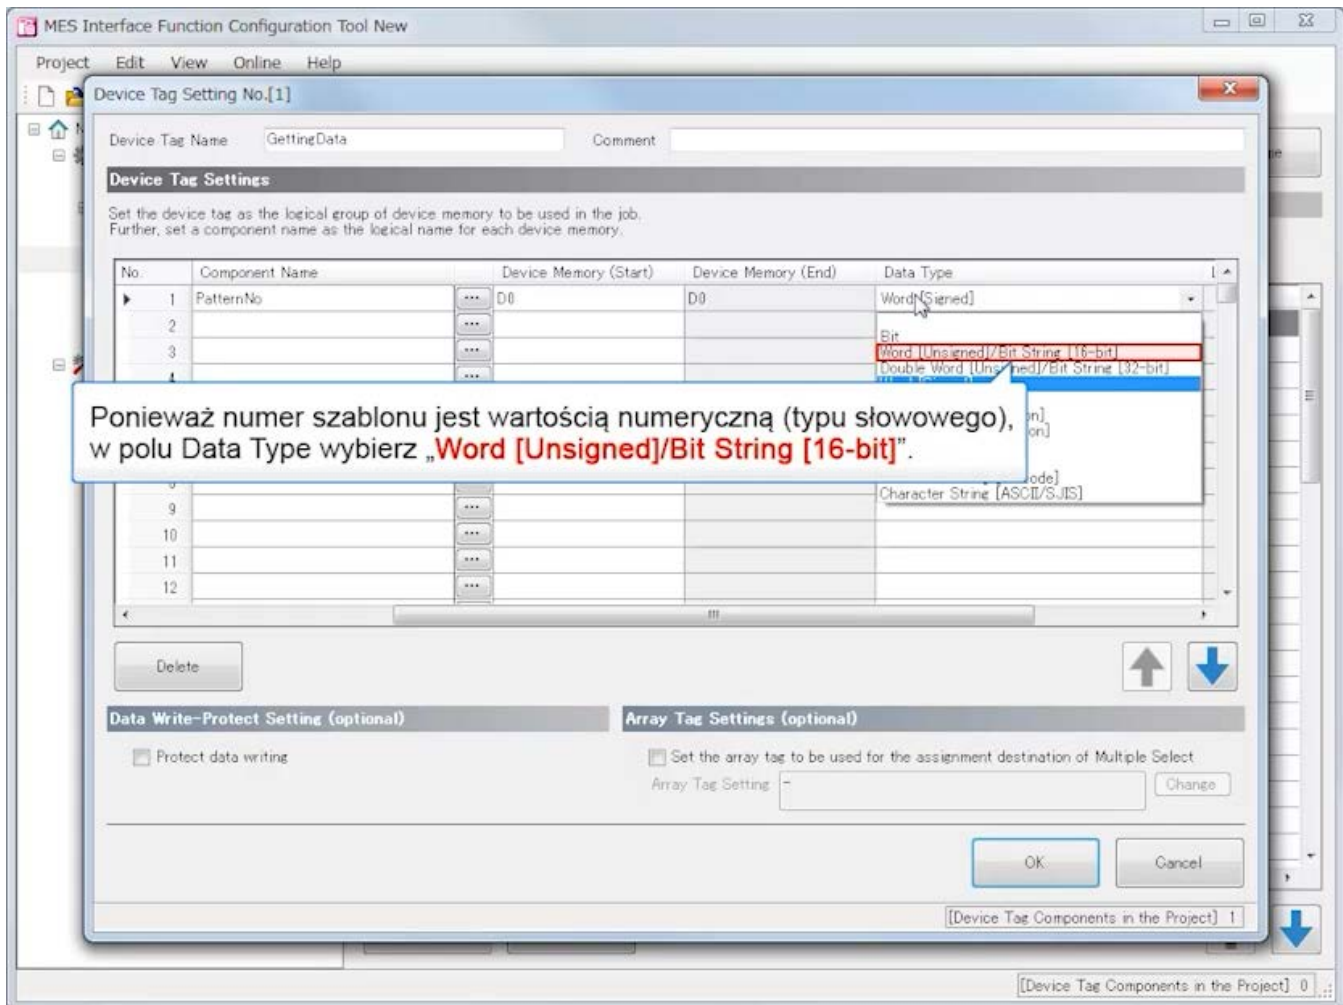 MES Interface Function Configuration Tool New
Project Edit View Online Help
Device Tag Setting No.[1]
Device Tag Name GettingData Comment
Device Tag Settings
Set the device tag as the logical group of device memory to be used in the job.
Further, set a component name as the logical name for each device memory.
No. Component Name Device Memory (Start) Device Memory (End) Data Type
1 PatternNo ... D0 D0 Word [Signed]
2 ...
Bit
3 ... Word [Unsigned]/Bit String [16-bit]
Double Word [Unsigned]/Bit String [32-bit]
4 ...
Ponieważ numer szablonu jest wartością numeryczną (typu słowowego),
w polu Data Type wybierz „Word [Unsigned]/Bit String [16-bit]”.
Character String [ASCII/SJIS]
9 ...
10 ...
11 ...
12 ...
Delete
Data Write-Protect Setting (optional) Array Tag Settings (optional)
Protect data writing Set the array tag to be used for the assignment destination of Multiple Select
Array Tag Setting - Change
OK Cancel
[Device Tag Components in the Project] 1
[Device Tag Components in the Project] 0